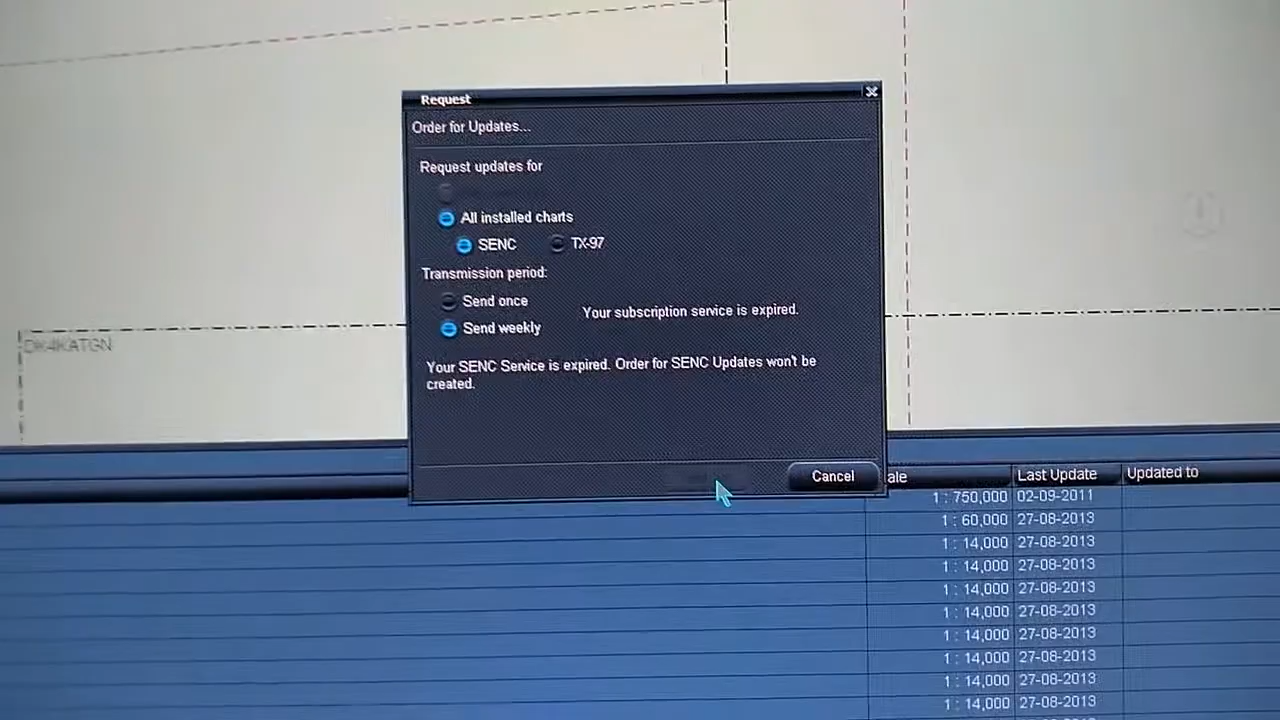 Request
Order for Updates...
Request updates for
All installed charts
SENC TX-97
Transmission period:
Send once
Your subscription service is expired.
Send weekly
Your SENC Service is expired. Order for SENC Updates won't be
created.
Cancel
ale Last Update Updated to
1 : 750,000 02-09-2011
1 : 60,000 27-08-2013
1 : 14,000 27-08-2013
1 : 14,000 27-08-2013
1 : 14,000 27-08-2013
1 : 14,000 27-08-2013
1 : 14,000 27-08-2013
1 : 14,000 27-08-2013
1 : 14,000 27-08-2013
1 : 14,000 27-08-2013